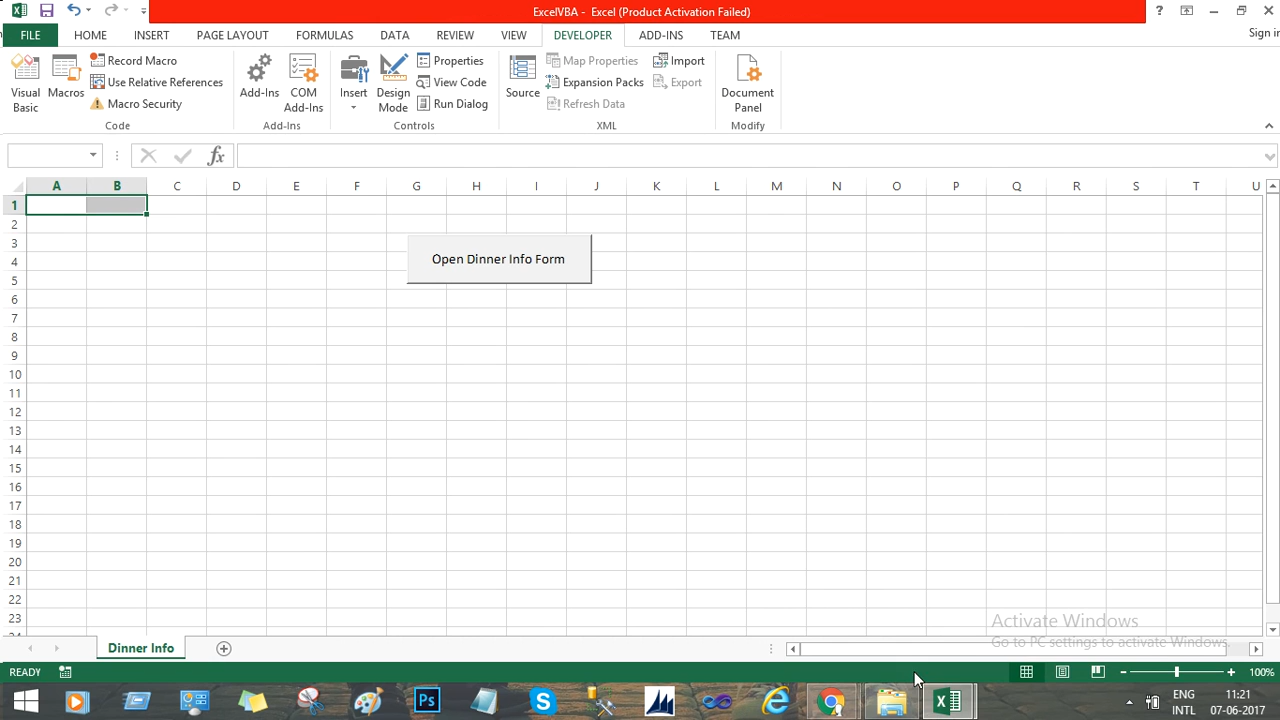 ExcelVBA - Excel (Product Activation Failed)
?
FILE HOME INSERT PAGE LAYOUT FORMULAS DATA REVIEW VIEW DEVELOPER ADD-INS TEAM
Sign in
Visual Basic
Macros
Record Macro
Use Relative References
Macro Security
Code
Add-Ins
COM Add-Ins
Add-Ins
Insert
Design Mode
Properties
View Code
Run Dialog
Controls
Source
Map Properties
Expansion Packs
Refresh Data
Import
Export
XML
Document Panel
Modify
fx
A B C D E F G H I J K L M N O P Q R S T U
1
2
3
4
5
6
7
8
9
10
11
12
13
14
15
16
17
18
19
20
21
22
23
24
Open Dinner Info Form
Activate Windows
Go to PC settings to activate Windows.
Dinner Info
READY
100%
Ps
S
ENG
INTL
11:21
07-06-2017